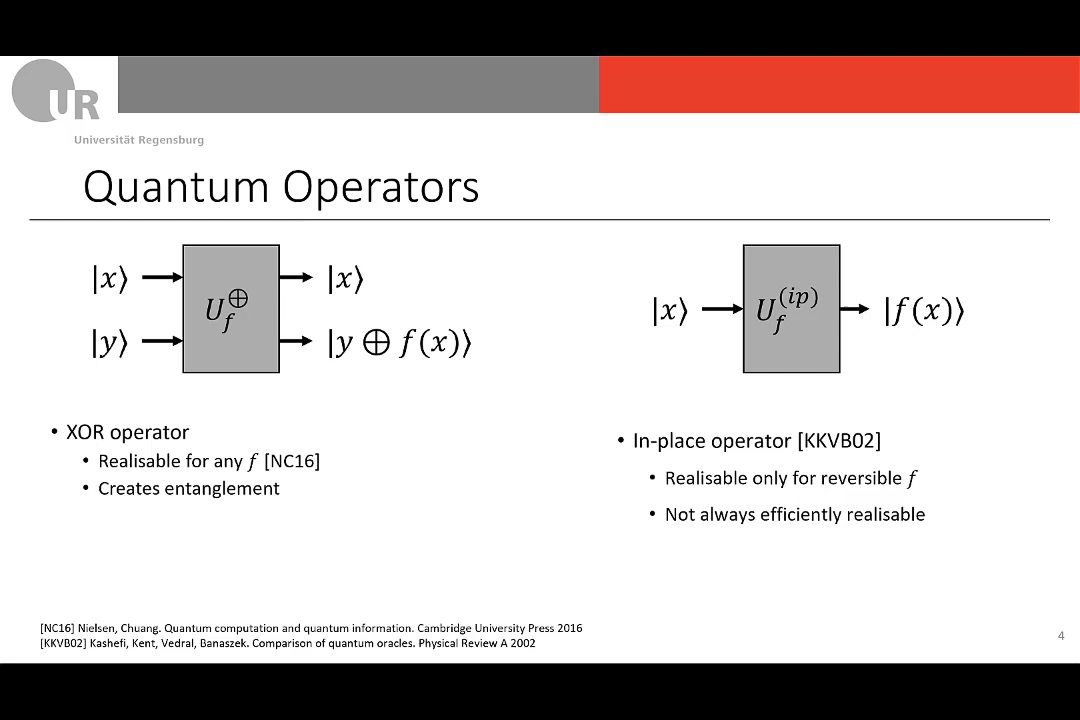 UR
Universität Regensburg
Quantum Operators
|x⟩ U_f^⊕ |x⟩
|y⟩ |y ⊕ f(x)⟩
|x⟩ U_f^(ip) |f(x)⟩
• XOR operator
• Realisable for any f [NC16]
• Creates entanglement
• In-place operator [KKVB02]
• Realisable only for reversible f
• Not always efficiently realisable
[NC16] Nielsen, Chuang. Quantum computation and quantum information. Cambridge University Press 2016
[KKVB02] Kashefi, Kent, Vedral, Banaszek. Comparison of quantum oracles. Physical Review A 2002
4